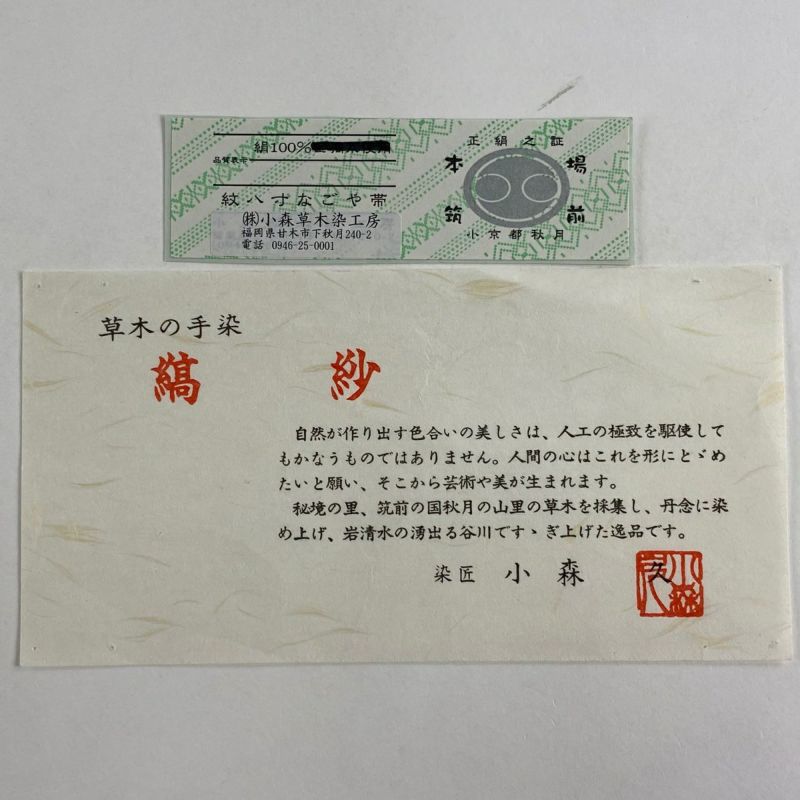 絹100%
品質表示
紋八寸なごや帯
㈱小森草木染工房
福岡県甘木市下秋月240-2
電話 0946-25-0001
正絹之証
本場
筑前
小京都秋月
草木の手染
縞紗
自然が作り出す色合いの美しさは、人工の極致を駆使して
もかなうものではありません。人間の心はこれを形にとゞめ
たいと願い、そこから芸術や美が生まれます。
秘境の里、筑前の国秋月の山里の草木を採集し、丹念に染
め上げ、岩清水の湧出る谷川ですゝぎ上げた逸品です。
染匠 小森 久